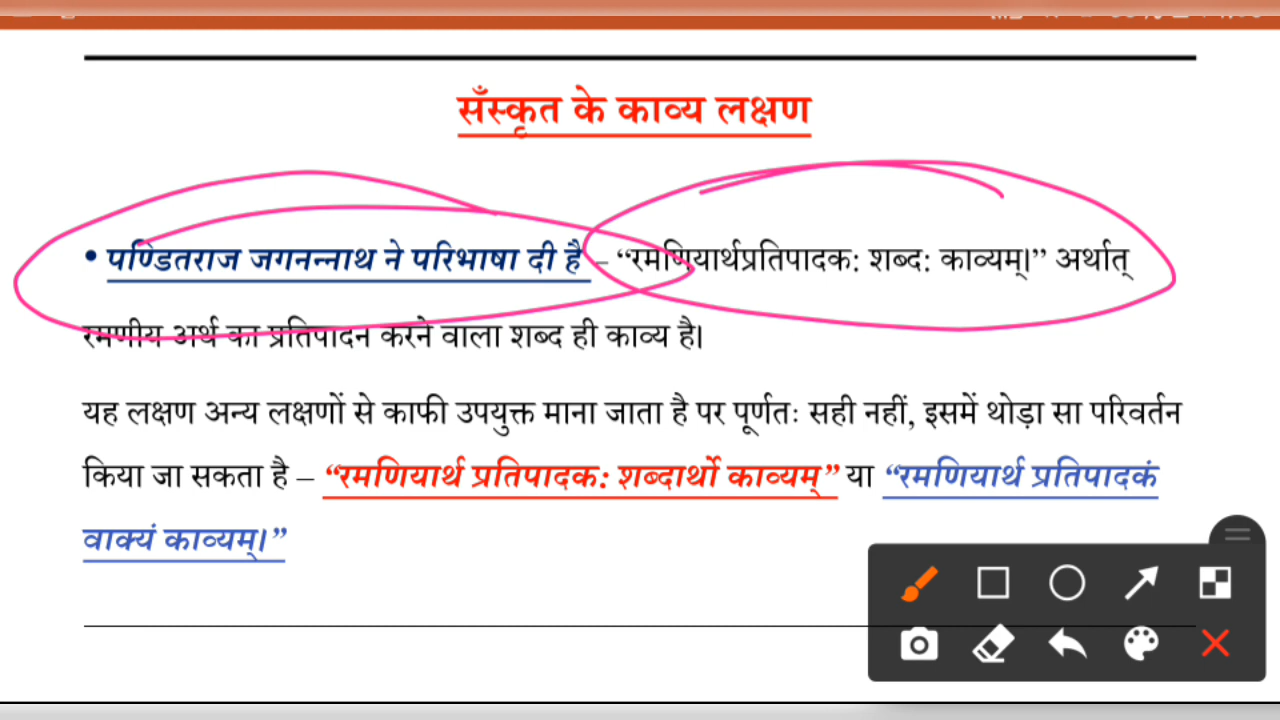 सँस्कृत के काव्य लक्षण
• पण्डितराज जगनन्नाथ ने परिभाषा दी है – “रमणियार्थप्रतिपादक: शब्द: काव्यम्।” अर्थात्
रमणीय अर्थ का प्रतिपादन करने वाला शब्द ही काव्य है।
यह लक्षण अन्य लक्षणों से काफी उपयुक्त माना जाता है पर पूर्णतः सही नहीं, इसमें थोड़ा सा परिवर्तन
किया जा सकता है – “रमणियार्थ प्रतिपादक: शब्दार्थो काव्यम्” या “रमणियार्थ प्रतिपादकं
वाक्यं काव्यम्।”